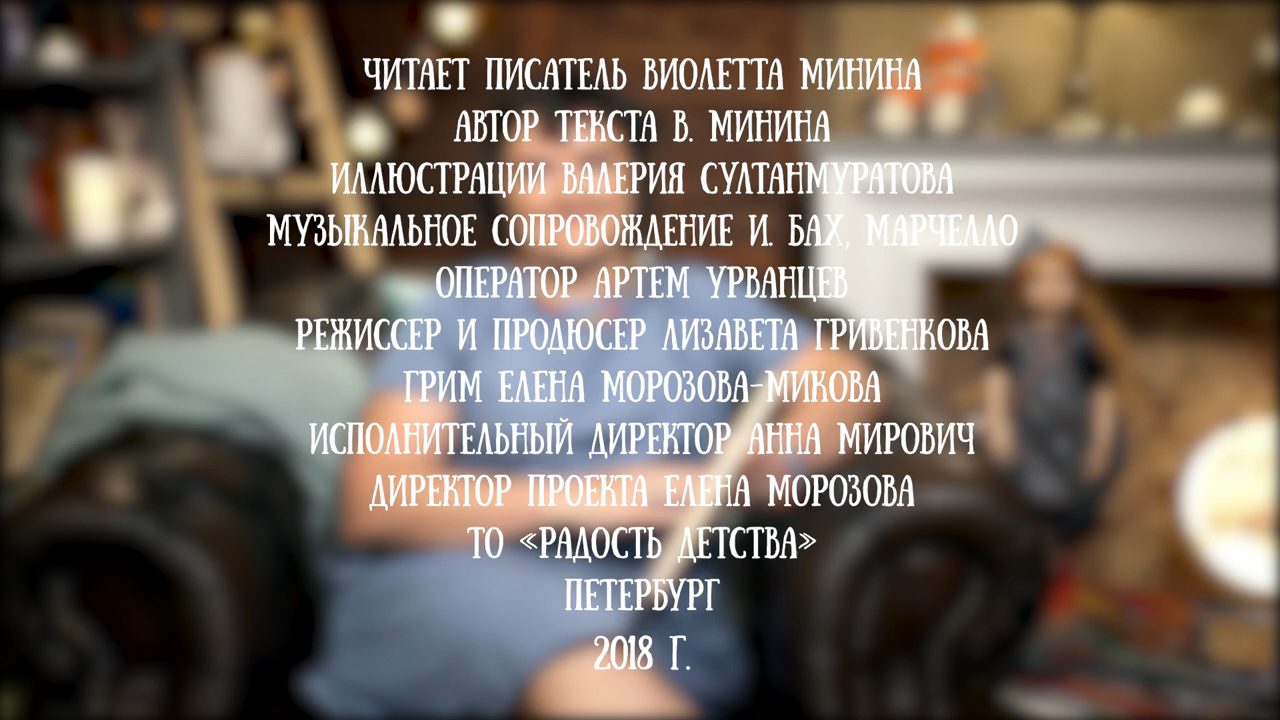 ЧИТАЕТ ПИСАТЕЛЬ ВИОЛЕТТА МИНИНА
АВТОР ТЕКСТА В. МИНИНА
ИЛЛЮСТРАЦИИ ВАЛЕРИЯ СУЛТАНМУРАТОВА
МУЗЫКАЛЬНОЕ СОПРОВОЖДЕНИЕ И. БАХ, МАРЧЕЛЛО
ОПЕРАТОР АРТЕМ УРВАНЦЕВ
РЕЖИССЕР И ПРОДЮСЕР ЛИЗАВЕТА ГРИВЕНКОВА
ГРИМ ЕЛЕНА МОРОЗОВА-МИКОВА
ИСПОЛНИТЕЛЬНЫЙ ДИРЕКТОР АННА МИРОВИЧ
ДИРЕКТОР ПРОЕКТА ЕЛЕНА МОРОЗОВА
ТО «РАДОСТЬ ДЕТСТВА»
ПЕТЕРБУРГ
2018 Г.